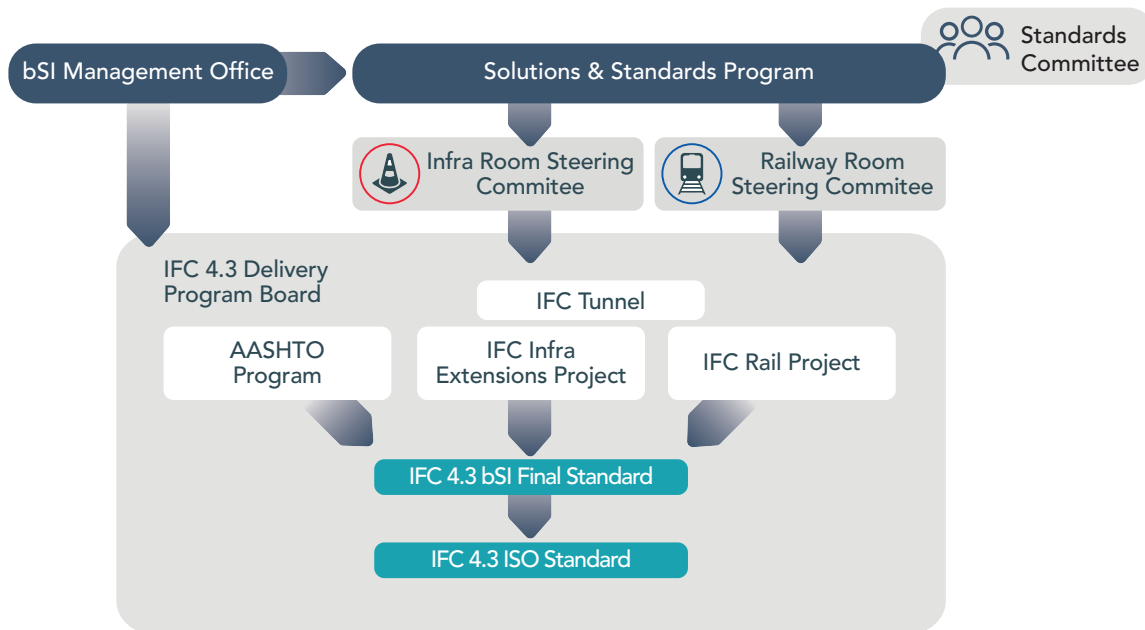 bSI Management Office
Solutions & Standards Program
Standards
Committee
Infra Room Steering
Commitee
Railway Room
Steering Commitee
IFC 4.3 Delivery
Program Board
IFC Tunnel
AASHTO
Program
IFC Infra
Extensions Project
IFC Rail Project
IFC 4.3 bSI Final Standard
IFC 4.3 ISO Standard